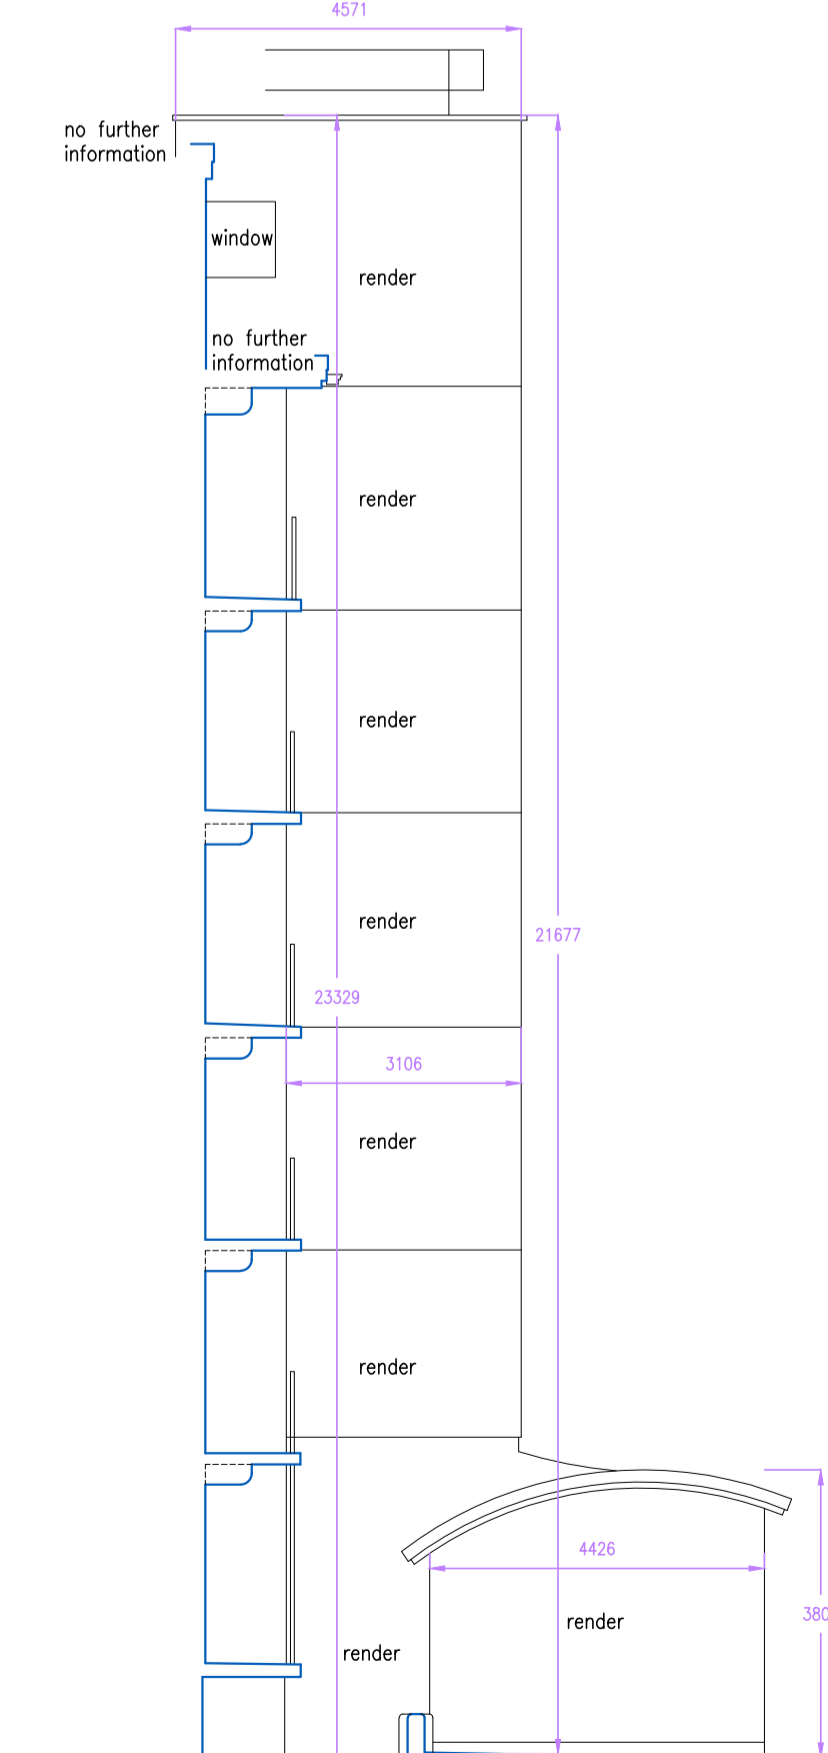 4571
no further
information
window
render
no further
information
render
render
render
21677
23329
3106
render
render
4426
380
render
render